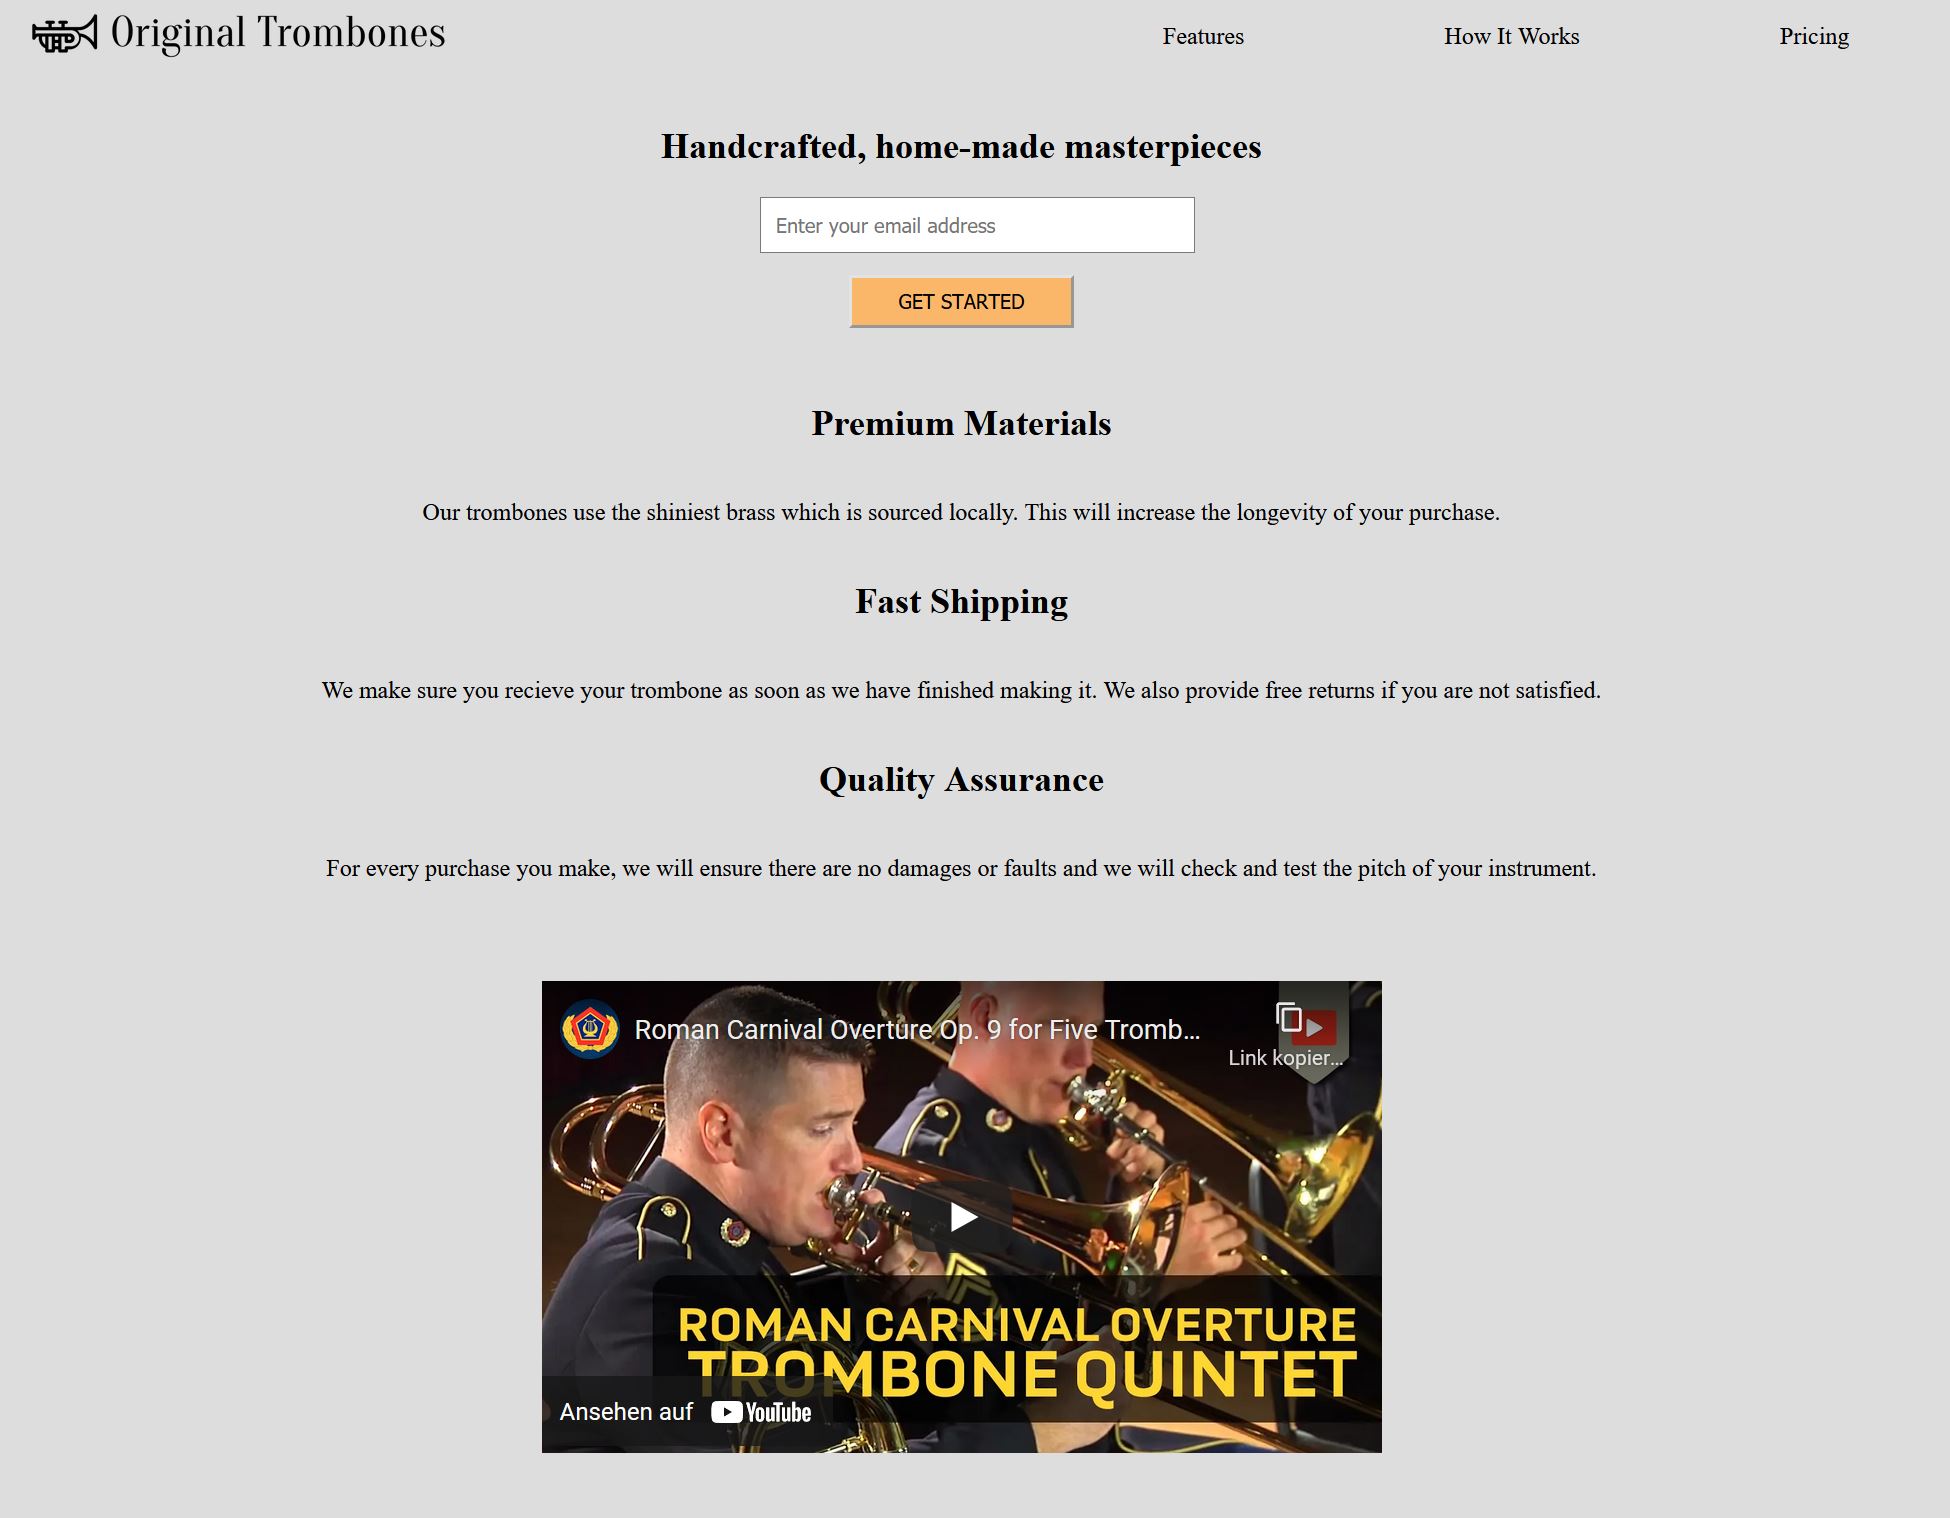 Original Trombones
Features
How It Works
Pricing
Handcrafted, home-made masterpieces
Enter your email address
GET STARTED
Premium Materials
Our trombones use the shiniest brass which is sourced locally. This will increase the longevity of your purchase.
Fast Shipping
We make sure you recieve your trombone as soon as we have finished making it. We also provide free returns if you are not satisfied.
Quality Assurance
For every purchase you make, we will ensure there are no damages or faults and we will check and test the pitch of your instrument.
Roman Carnival Overture Op. 9 for Five Tromb...
Link kopier...
ROMAN CARNIVAL OVERTURE
TROMBONE QUINTET
Ansehen auf YouTube